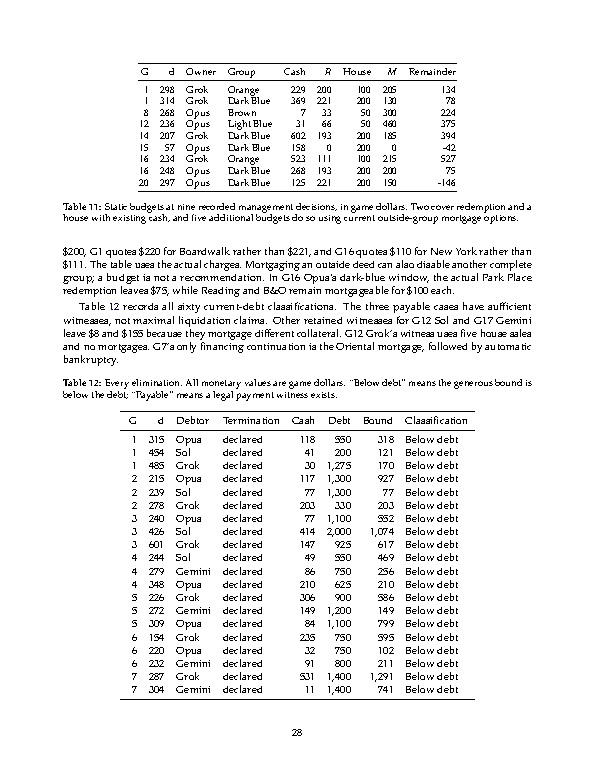 G d Owner Group Cash R House M Remainder
1 298 Grok Orange 229 200 100 205 134
1 314 Grok Dark Blue 369 221 200 130 78
8 268 Opus Brown 7 33 50 300 224
12 236 Opus Light Blue 31 66 50 460 375
14 207 Grok Dark Blue 602 193 200 185 394
15 57 Opus Dark Blue 158 0 200 0 -42
16 234 Grok Orange 523 111 100 215 527
16 248 Opus Dark Blue 268 193 200 200 75
20 297 Opus Dark Blue 125 221 200 150 -146
Table 11: Static budgets at nine recorded management decisions, in game dollars. Two cover redemption and a
house with existing cash, and five additional budgets do so using current outside-group mortgage options.
$200, G1 quotes $220 for Boardwalk rather than $221, and G16 quotes $110 for New York rather than
$111. The table uses the actual charges. Mortgaging an outside deed can also disable another complete
group; a budget is not a recommendation. In G16 Opus's dark-blue window, the actual Park Place
redemption leaves $75, while Reading and B&O remain mortgageable for $100 each.
Table 12 records all sixty current-debt classifications. The three payable cases have sufficient
witnesses, not maximal liquidation claims. Other retained witnesses for G12 Sol and G17 Gemini
leave $8 and $155 because they mortgage different collateral. G12 Grok's witness uses five house sales
and no mortgages. G7's only financing continuation is the Oriental mortgage, followed by automatic
bankruptcy.
Table 12: Every elimination. All monetary values are game dollars. "Below debt" means the generous bound is
below the debt; "Payable" means a legal payment witness exists.
G d Debtor Termination Cash Debt Bound Classification
1 315 Opus declared 118 550 318 Below debt
1 454 Sol declared 41 200 121 Below debt
1 485 Grok declared 30 1,275 170 Below debt
2 215 Opus declared 117 1,300 927 Below debt
2 239 Sol declared 77 1,300 77 Below debt
2 278 Grok declared 203 330 203 Below debt
3 240 Opus declared 77 1,100 552 Below debt
3 426 Sol declared 414 2,000 1,074 Below debt
3 601 Grok declared 147 925 617 Below debt
4 244 Sol declared 49 550 469 Below debt
4 279 Gemini declared 86 750 256 Below debt
4 348 Opus declared 210 625 210 Below debt
5 226 Grok declared 306 900 586 Below debt
5 272 Gemini declared 149 1,200 149 Below debt
5 309 Opus declared 84 1,100 799 Below debt
6 154 Grok declared 235 750 595 Below debt
6 220 Opus declared 32 750 102 Below debt
6 232 Gemini declared 91 800 211 Below debt
7 287 Grok declared 531 1,400 1,291 Below debt
7 304 Gemini declared 11 1,400 741 Below debt
28